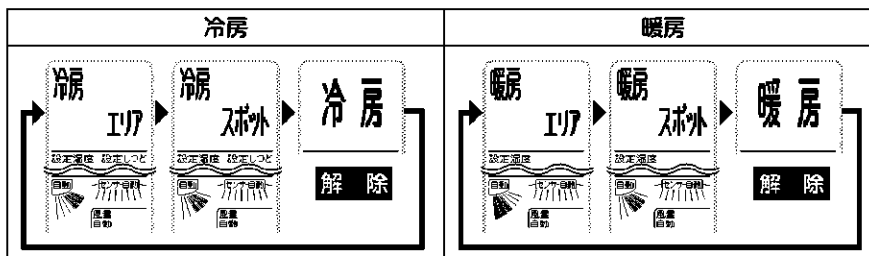 冷房
冷房
エリア
設定温度 設定しつど
自動
センサー自動
風量
自動
冷房
スポット
設定温度 設定しつど
自動
センサー自動
風量
自動
冷房
解除
暖房
暖房
エリア
設定温度
自動
センサー自動
風量
自動
暖房
スポット
設定温度
自動
センサー自動
風量
自動
暖房
解除